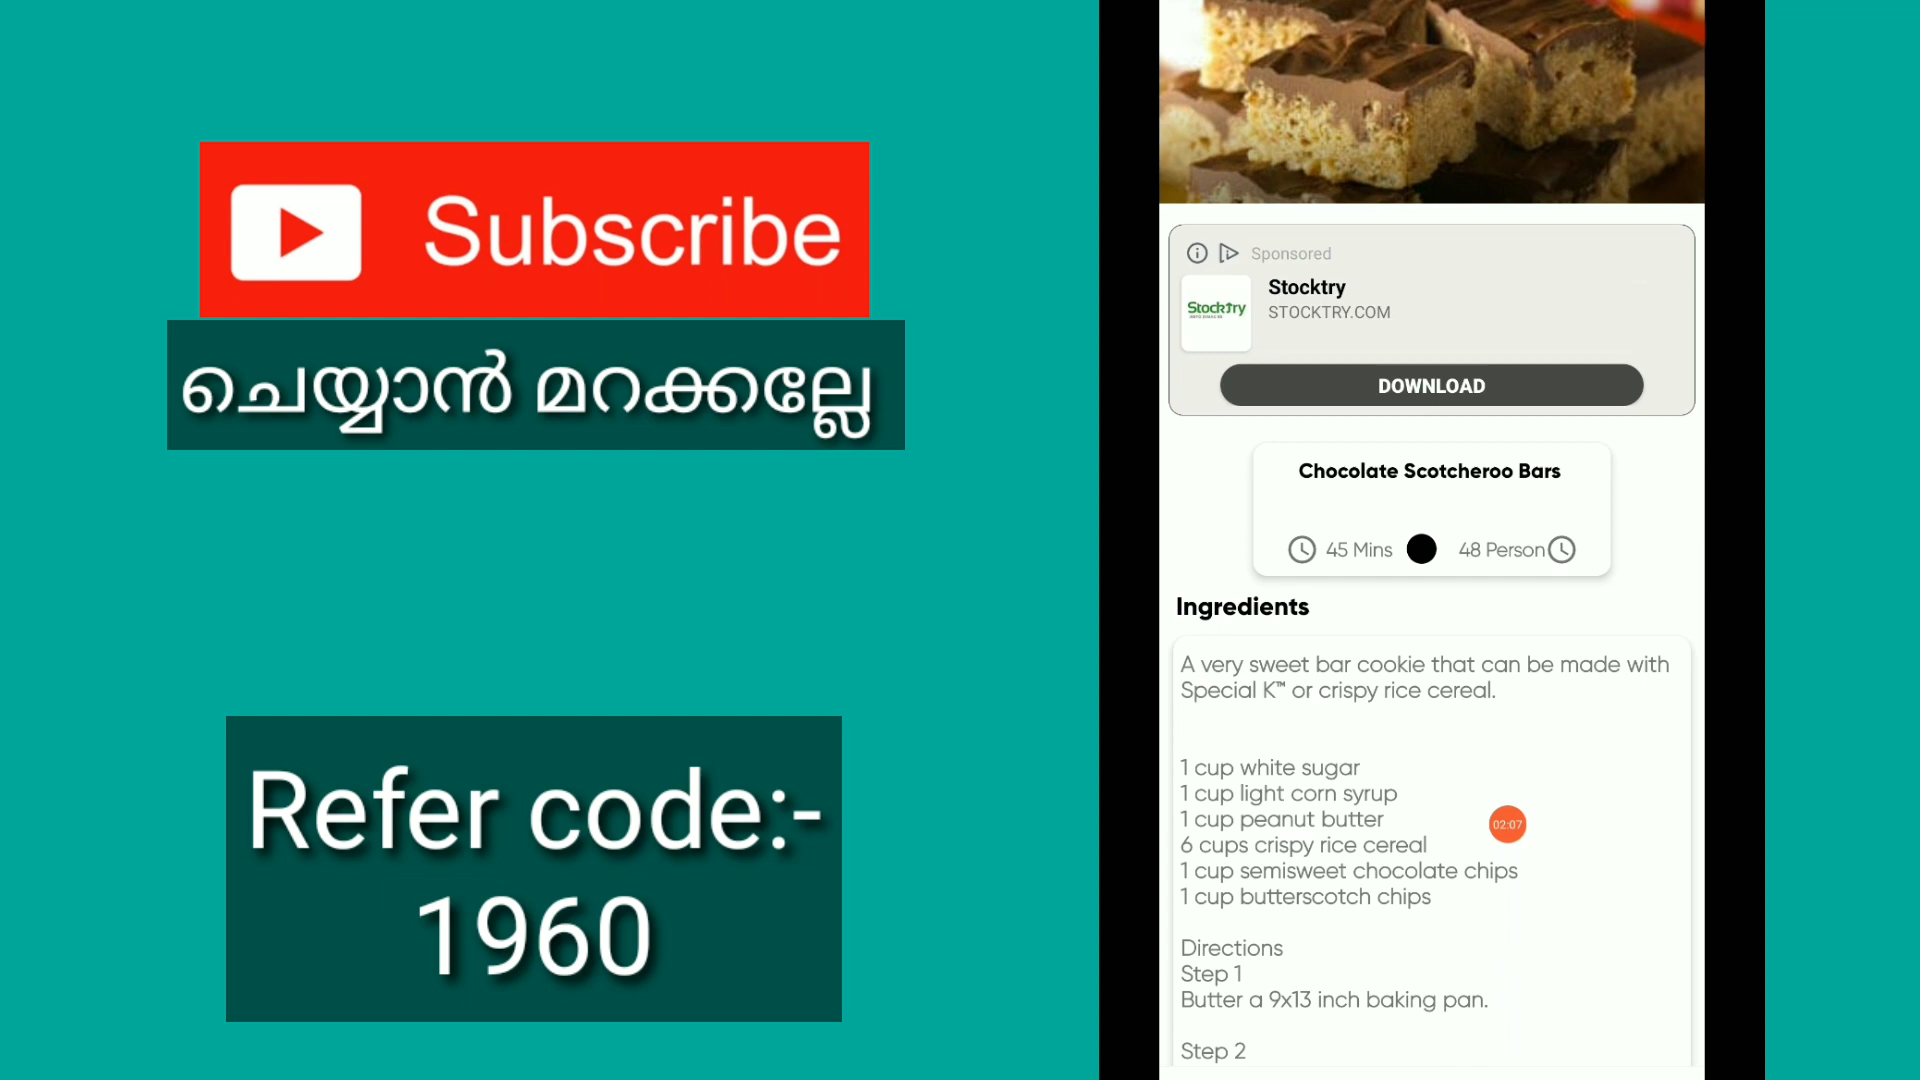 Subscribe
ചെയ്യാൻ മറക്കല്ലേ
Refer code:-
1960
Sponsored
Stocktry
Stocktry
STOCKTRY.COM
DOWNLOAD
Chocolate Scotcheroo Bars
45 Mins
48 Person
Ingredients
A very sweet bar cookie that can be made with
Special K™ or crispy rice cereal.
1 cup white sugar
1 cup light corn syrup
1 cup peanut butter
02:07
6 cups crispy rice cereal
1 cup semisweet chocolate chips
1 cup butterscotch chips
Directions
Step 1
Butter a 9x13 inch baking pan.
Step 2